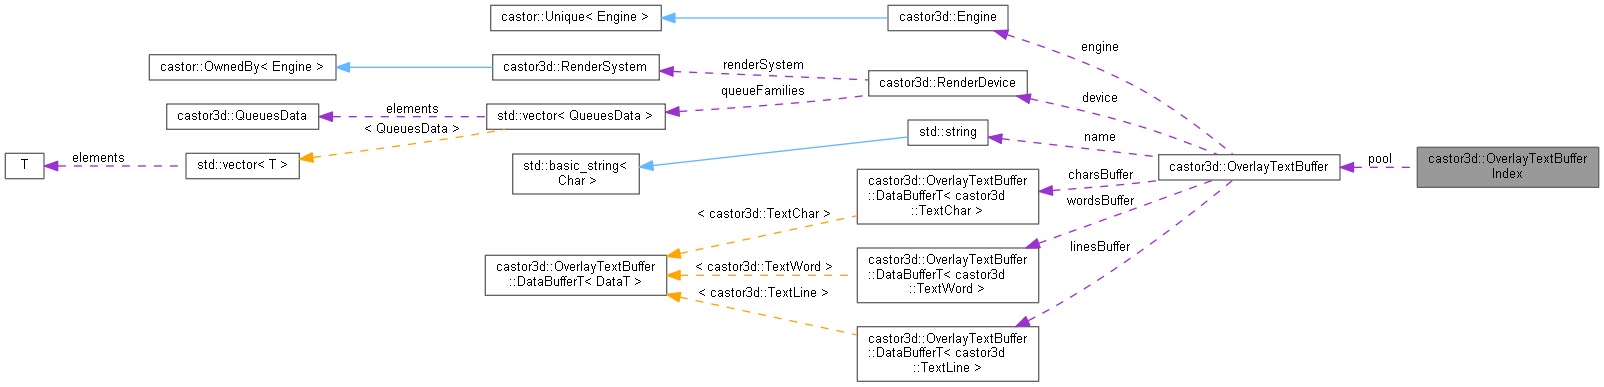 castor::Unique< Engine >
castor3d::Engine
engine
castor::OwnedBy< Engine >
castor3d::RenderSystem
renderSystem
castor3d::RenderDevice
queueFamilies
device
castor3d::QueuesData
elements
std::vector< QueuesData >
< QueuesData >
std::string
name
T
elements
std::vector< T >
std::basic_string<
Char >
castor3d::OverlayTextBuffer
pool
castor3d::OverlayTextBuffer
Index
charsBuffer
castor3d::OverlayTextBuffer
::DataBufferT< castor3d
::TextChar >
wordsBuffer
< castor3d::TextChar >
linesBuffer
castor3d::OverlayTextBuffer
::DataBufferT< DataT >
< castor3d::TextWord >
castor3d::OverlayTextBuffer
::DataBufferT< castor3d
::TextWord >
< castor3d::TextLine >
castor3d::OverlayTextBuffer
::DataBufferT< castor3d
::TextLine >